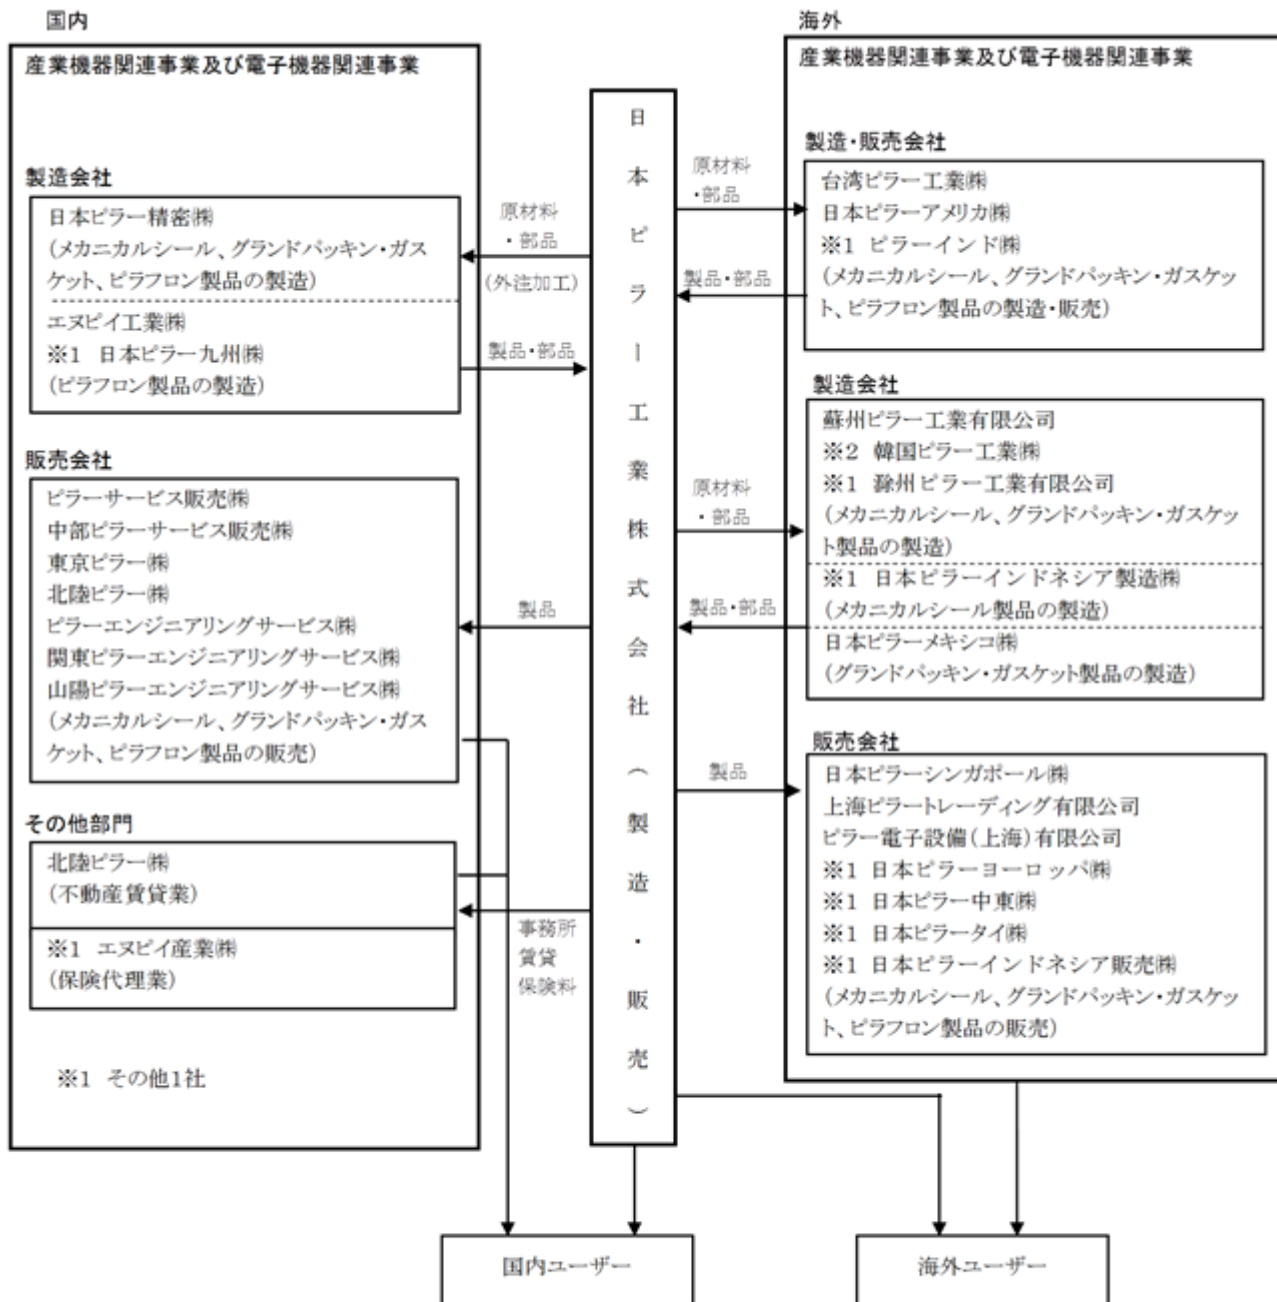 国内
産業機器関連事業及び電子機器関連事業
製造会社
日本ピラー精密㈱
(メカニカルシール、グランドパッキン・ガス
ケット、ピラフロン製品の製造)
エヌピイ工業㈱
※1 日本ピラー九州㈱
(ピラフロン製品の製造)
販売会社
ピラーサービス販売㈱
中部ピラーサービス販売㈱
東京ピラー㈱
北陸ピラー㈱
ピラーエンジニアリングサービス㈱
関東ピラーエンジニアリングサービス㈱
山陽ピラーエンジニアリングサービス㈱
(メカニカルシール、グランドパッキン・ガス
ケット、ピラフロン製品の販売)
その他部門
北陸ピラー㈱
(不動産賃貸業)
※1 エヌピイ産業㈱
(保険代理業)
※1 その他1社
原材料
・部品
(外注加工)
製品・部品
製品
事務所
賃貸
保険料
日本ピラー工業株式会社(製造・販売)
原材料
・部品
製品・部品
原材料
・部品
製品・部品
製品
海外
産業機器関連事業及び電子機器関連事業
製造・販売会社
台湾ピラー工業㈱
日本ピラーアメリカ㈱
※1 ピラーインド㈱
(メカニカルシール、グランドパッキン・ガスケッ
ト、ピラフロン製品の製造・販売)
製造会社
蘇州ピラー工業有限公司
※2 韓国ピラー工業㈱
※1 滁州ピラー工業有限公司
(メカニカルシール、グランドパッキン・ガスケッ
ト製品の製造)
※1 日本ピラーインドネシア製造㈱
(メカニカルシール製品の製造)
日本ピラーメキシコ㈱
(グランドパッキン・ガスケット製品の製造)
販売会社
日本ピラーシンガポール㈱
上海ピラートレーディング有限公司
ピラー電子設備(上海)有限公司
※1 日本ピラーヨーロッパ㈱
※1 日本ピラー中東㈱
※1 日本ピラータイ㈱
※1 日本ピラーインドネシア販売㈱
(メカニカルシール、グランドパッキン・ガスケッ
ト、ピラフロン製品の販売)
国内ユーザー
海外ユーザー